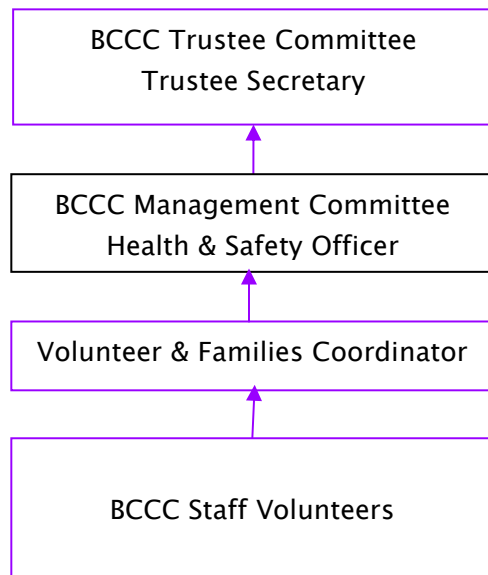 BCCC Trustee Committee
Trustee Secretary
BCCC Management Committee
Health & Safety Officer
Volunteer & Families Coordinator
BCCC Staff Volunteers